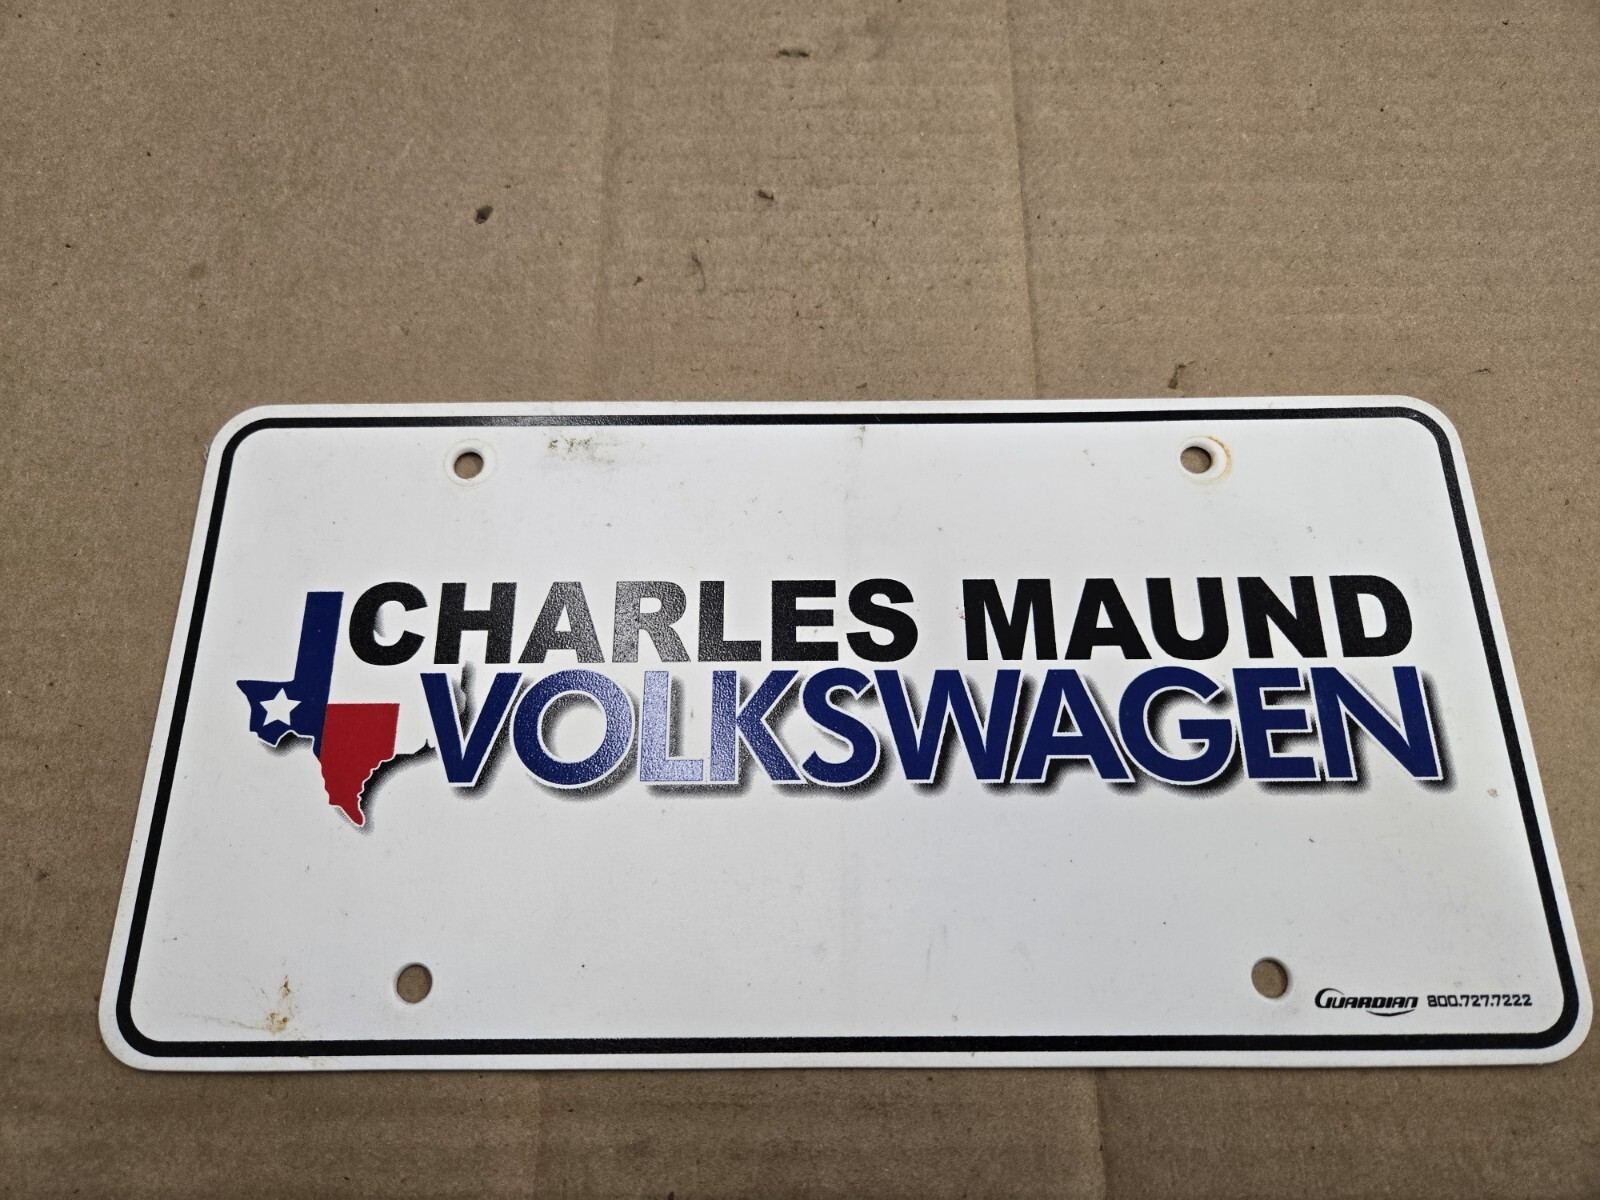 CHARLES MAUND
VOLKSWAGEN
GUARDIAN 800.727.7222